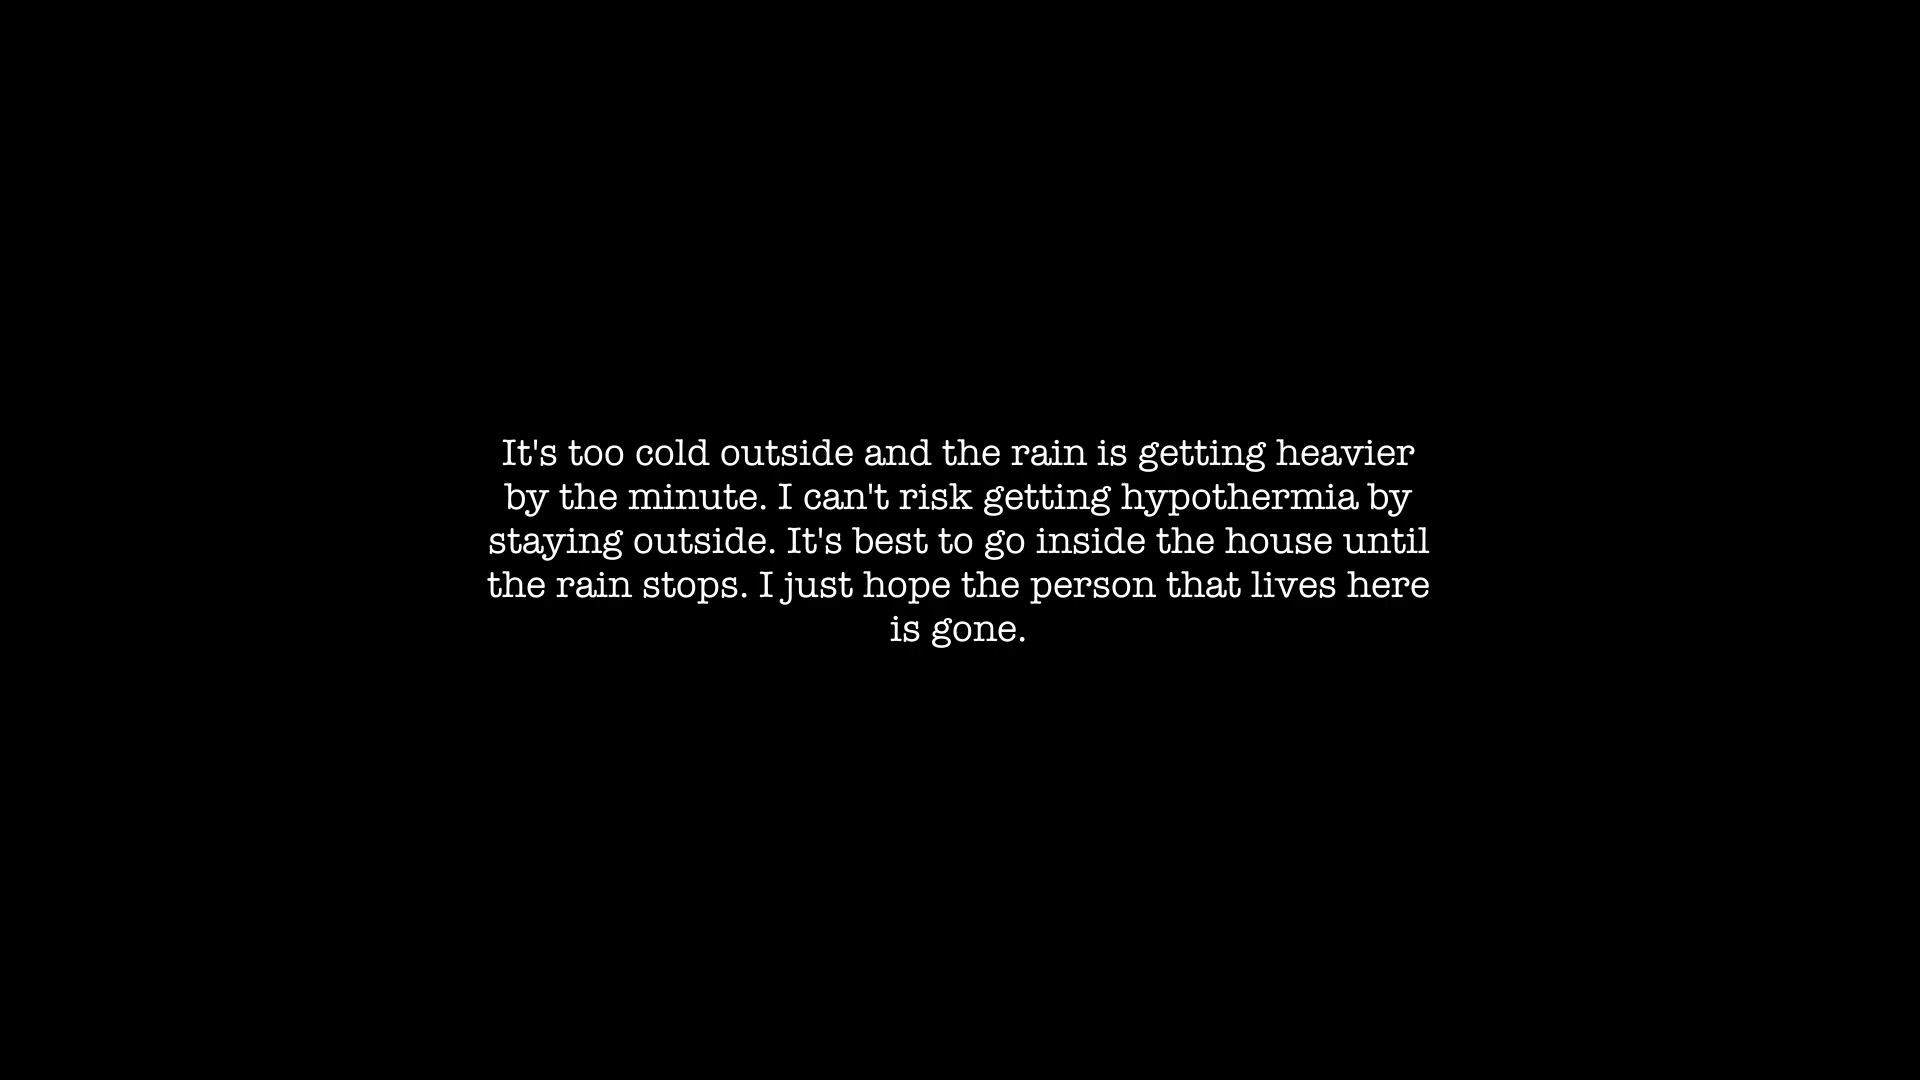 It's too cold outside and the rain is getting heavier
by the minute. I can't risk getting hypothermia by
staying outside. It's best to go inside the house until
the rain stops. I just hope the person that lives here
is gone.